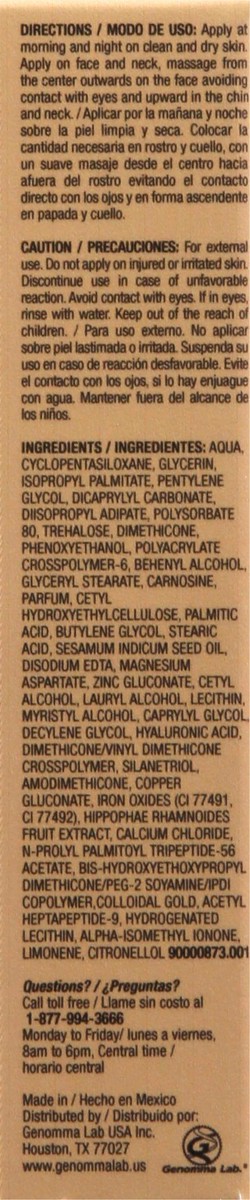 DIRECTIONS / MODO DE USO: Apply at
morning and night on clean and dry skin.
Apply on face and neck, massage from
the center outwards on the face avoiding
contact with eyes and upward in the chin
and neck. / Aplicar por la mañana y noche
sobre la piel limpia y seca. Colocar la
cantidad necesaria en rostro y cuello, con
un suave masaje desde el centro hacia
afuera del rostro evitando el contacto
directo con los ojos y en forma ascendente
en papada y cuello.
CAUTION / PRECAUCIONES: For external
use. Do not apply on injured or irritated skin.
Discontinue use in case of unfavorable
reaction. Avoid contact with eyes. If in eyes,
rinse with water. Keep out of the reach of
children. / Para uso externo. No aplicar
sobre piel lastimada o irritada. Suspenda su
uso en caso de reacción desfavorable. Evite
el contacto con los ojos, si lo hay enjuague
con agua. Mantener fuera del alcance de
los niños.
INGREDIENTS / INGREDIENTES: AQUA,
CYCLOPENTASILOXANE, GLYCERIN,
ISOPROPYL PALMITATE, PENTYLENE
GLYCOL, DICAPRYLYL CARBONATE,
DIISOPROPYL ADIPATE, POLYSORBATE
80, TREHALOSE, DIMETHICONE,
PHENOXYETHANOL, POLYACRYLATE
CROSSPOLYMER-6, BEHENYL ALCOHOL,
GLYCERYL STEARATE, CARNOSINE,
PARFUM, CETYL
HYDROXYETHYLCELLULOSE, PALMITIC
ACID, BUTYLENE GLYCOL, STEARIC
ACID, SESAMUM INDICUM SEED OIL,
DISODIUM EDTA, MAGNESIUM
ASPARTATE, ZINC GLUCONATE, CETYL
ALCOHOL, LAURYL ALCOHOL, LECITHIN,
MYRISTYL ALCOHOL, CAPRYLYL GLYCOL,
DECYLENE GLYCOL, HYALURONIC ACID,
DIMETHICONE/VINYL DIMETHICONE
CROSSPOLYMER, SILANETRIOL,
AMODIMETHICONE, COPPER
GLUCONATE, IRON OXIDES (CI 77491,
CI 77492), HIPPOPHAE RHAMNOIDES
FRUIT EXTRACT, CALCIUM CHLORIDE,
N-PROLYL PALMITOYL TRIPEPTIDE-56
ACETATE, BIS-HYDROXYETHOXYPROPYL
DIMETHICONE/PEG-2 SOYAMINE/IPDI
COPOLYMER,COLLOIDAL GOLD, ACETYL
HEPTAPEPTIDE-9, HYDROGENATED
LECITHIN, ALPHA-ISOMETHYL IONONE,
LIMONENE, CITRONELLOL 90000873.001
Questions? / ¿Preguntas?
Call toll free / Llame sin costo al
1-877-994-3666
Monday to Friday/ lunes a viernes,
8am to 6pm, Central time /
horario central
Made in / Hecho en Mexico
Distributed by / Distribuido por:
Genomma Lab USA Inc.
Houston, TX 77027
www.genommalab.us
Genomma Lab.®